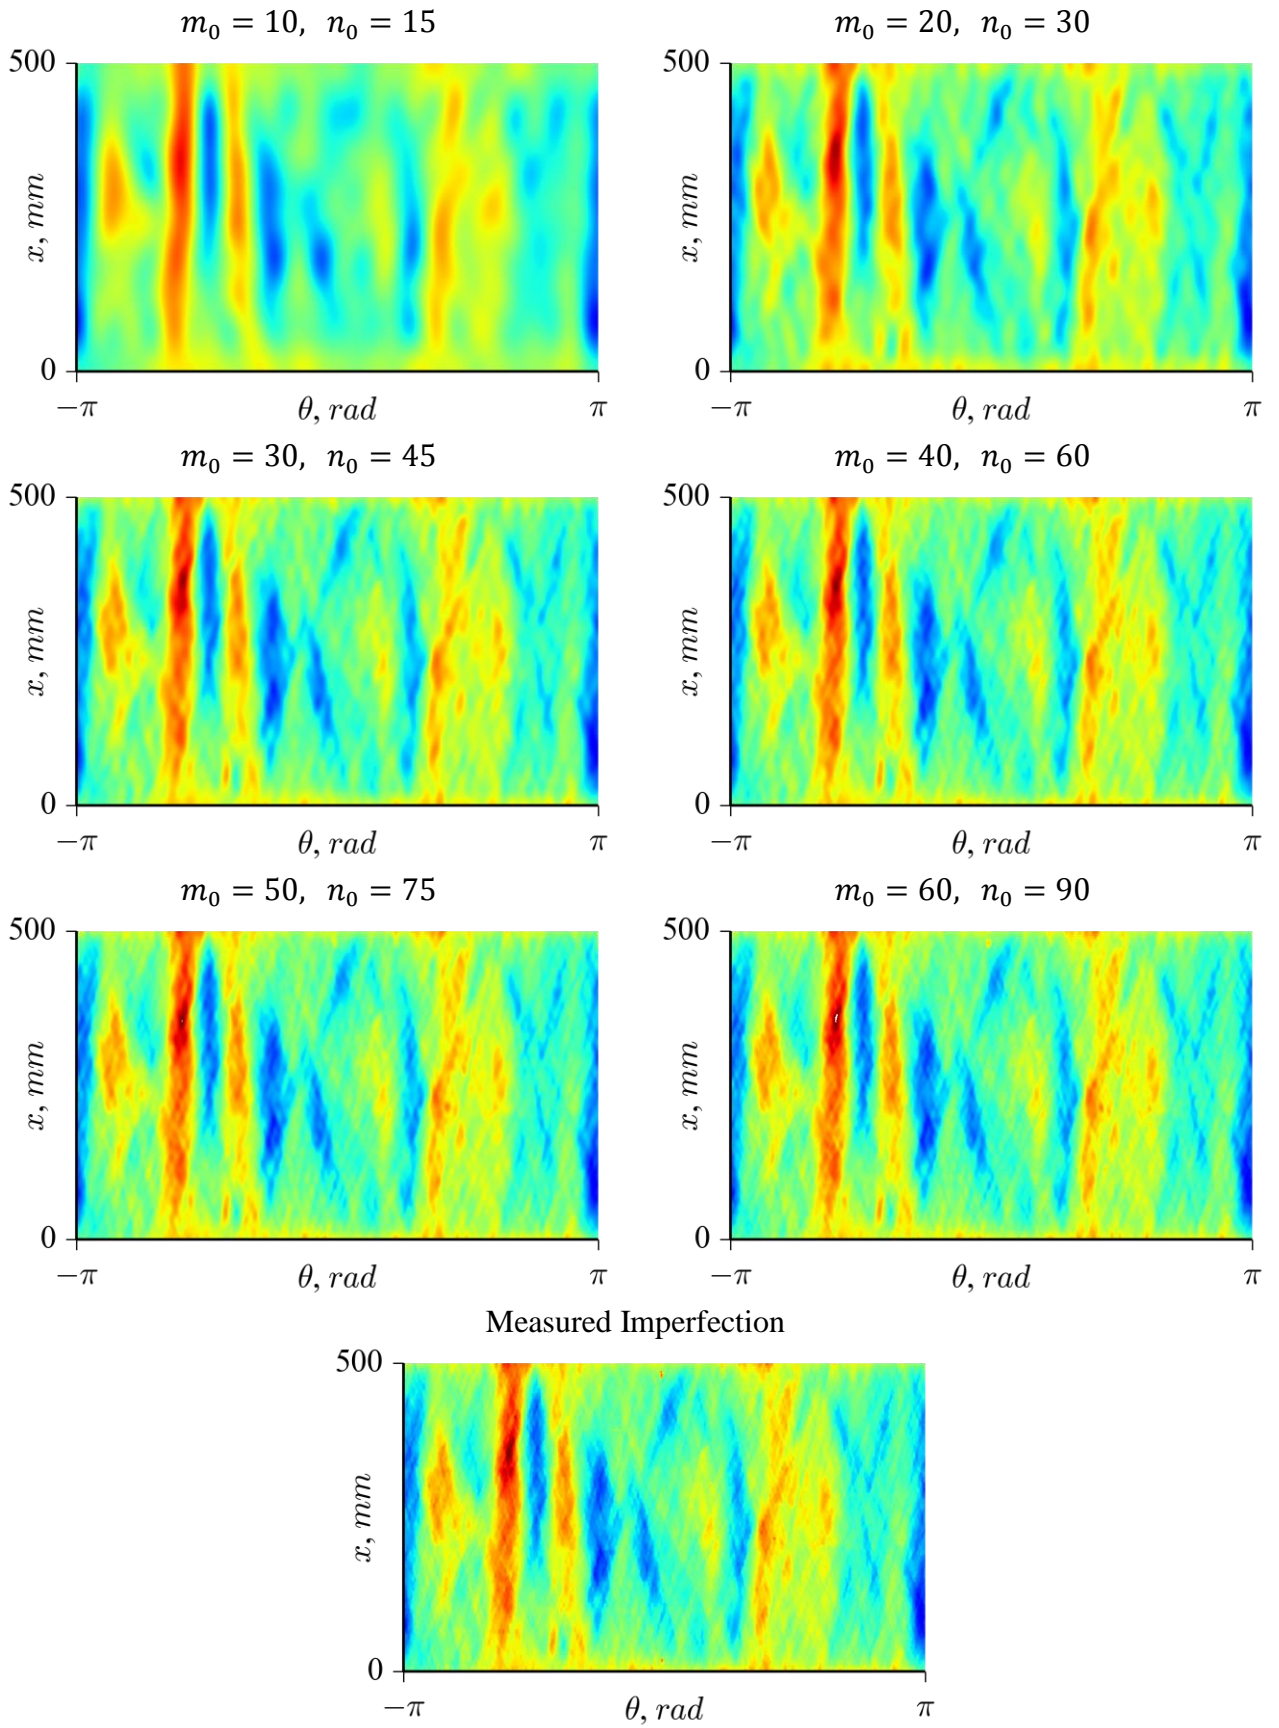 m₀ = 10, n₀ = 15
m₀ = 20, n₀ = 30
500
x, mm
0
−π
θ, rad
π
500
x, mm
0
−π
θ, rad
π
m₀ = 30, n₀ = 45
m₀ = 40, n₀ = 60
500
x, mm
0
−π
θ, rad
π
500
x, mm
0
−π
θ, rad
π
m₀ = 50, n₀ = 75
m₀ = 60, n₀ = 90
500
x, mm
0
−π
θ, rad
π
500
x, mm
0
−π
θ, rad
π
Measured Imperfection
500
x, mm
0
−π
θ, rad
π